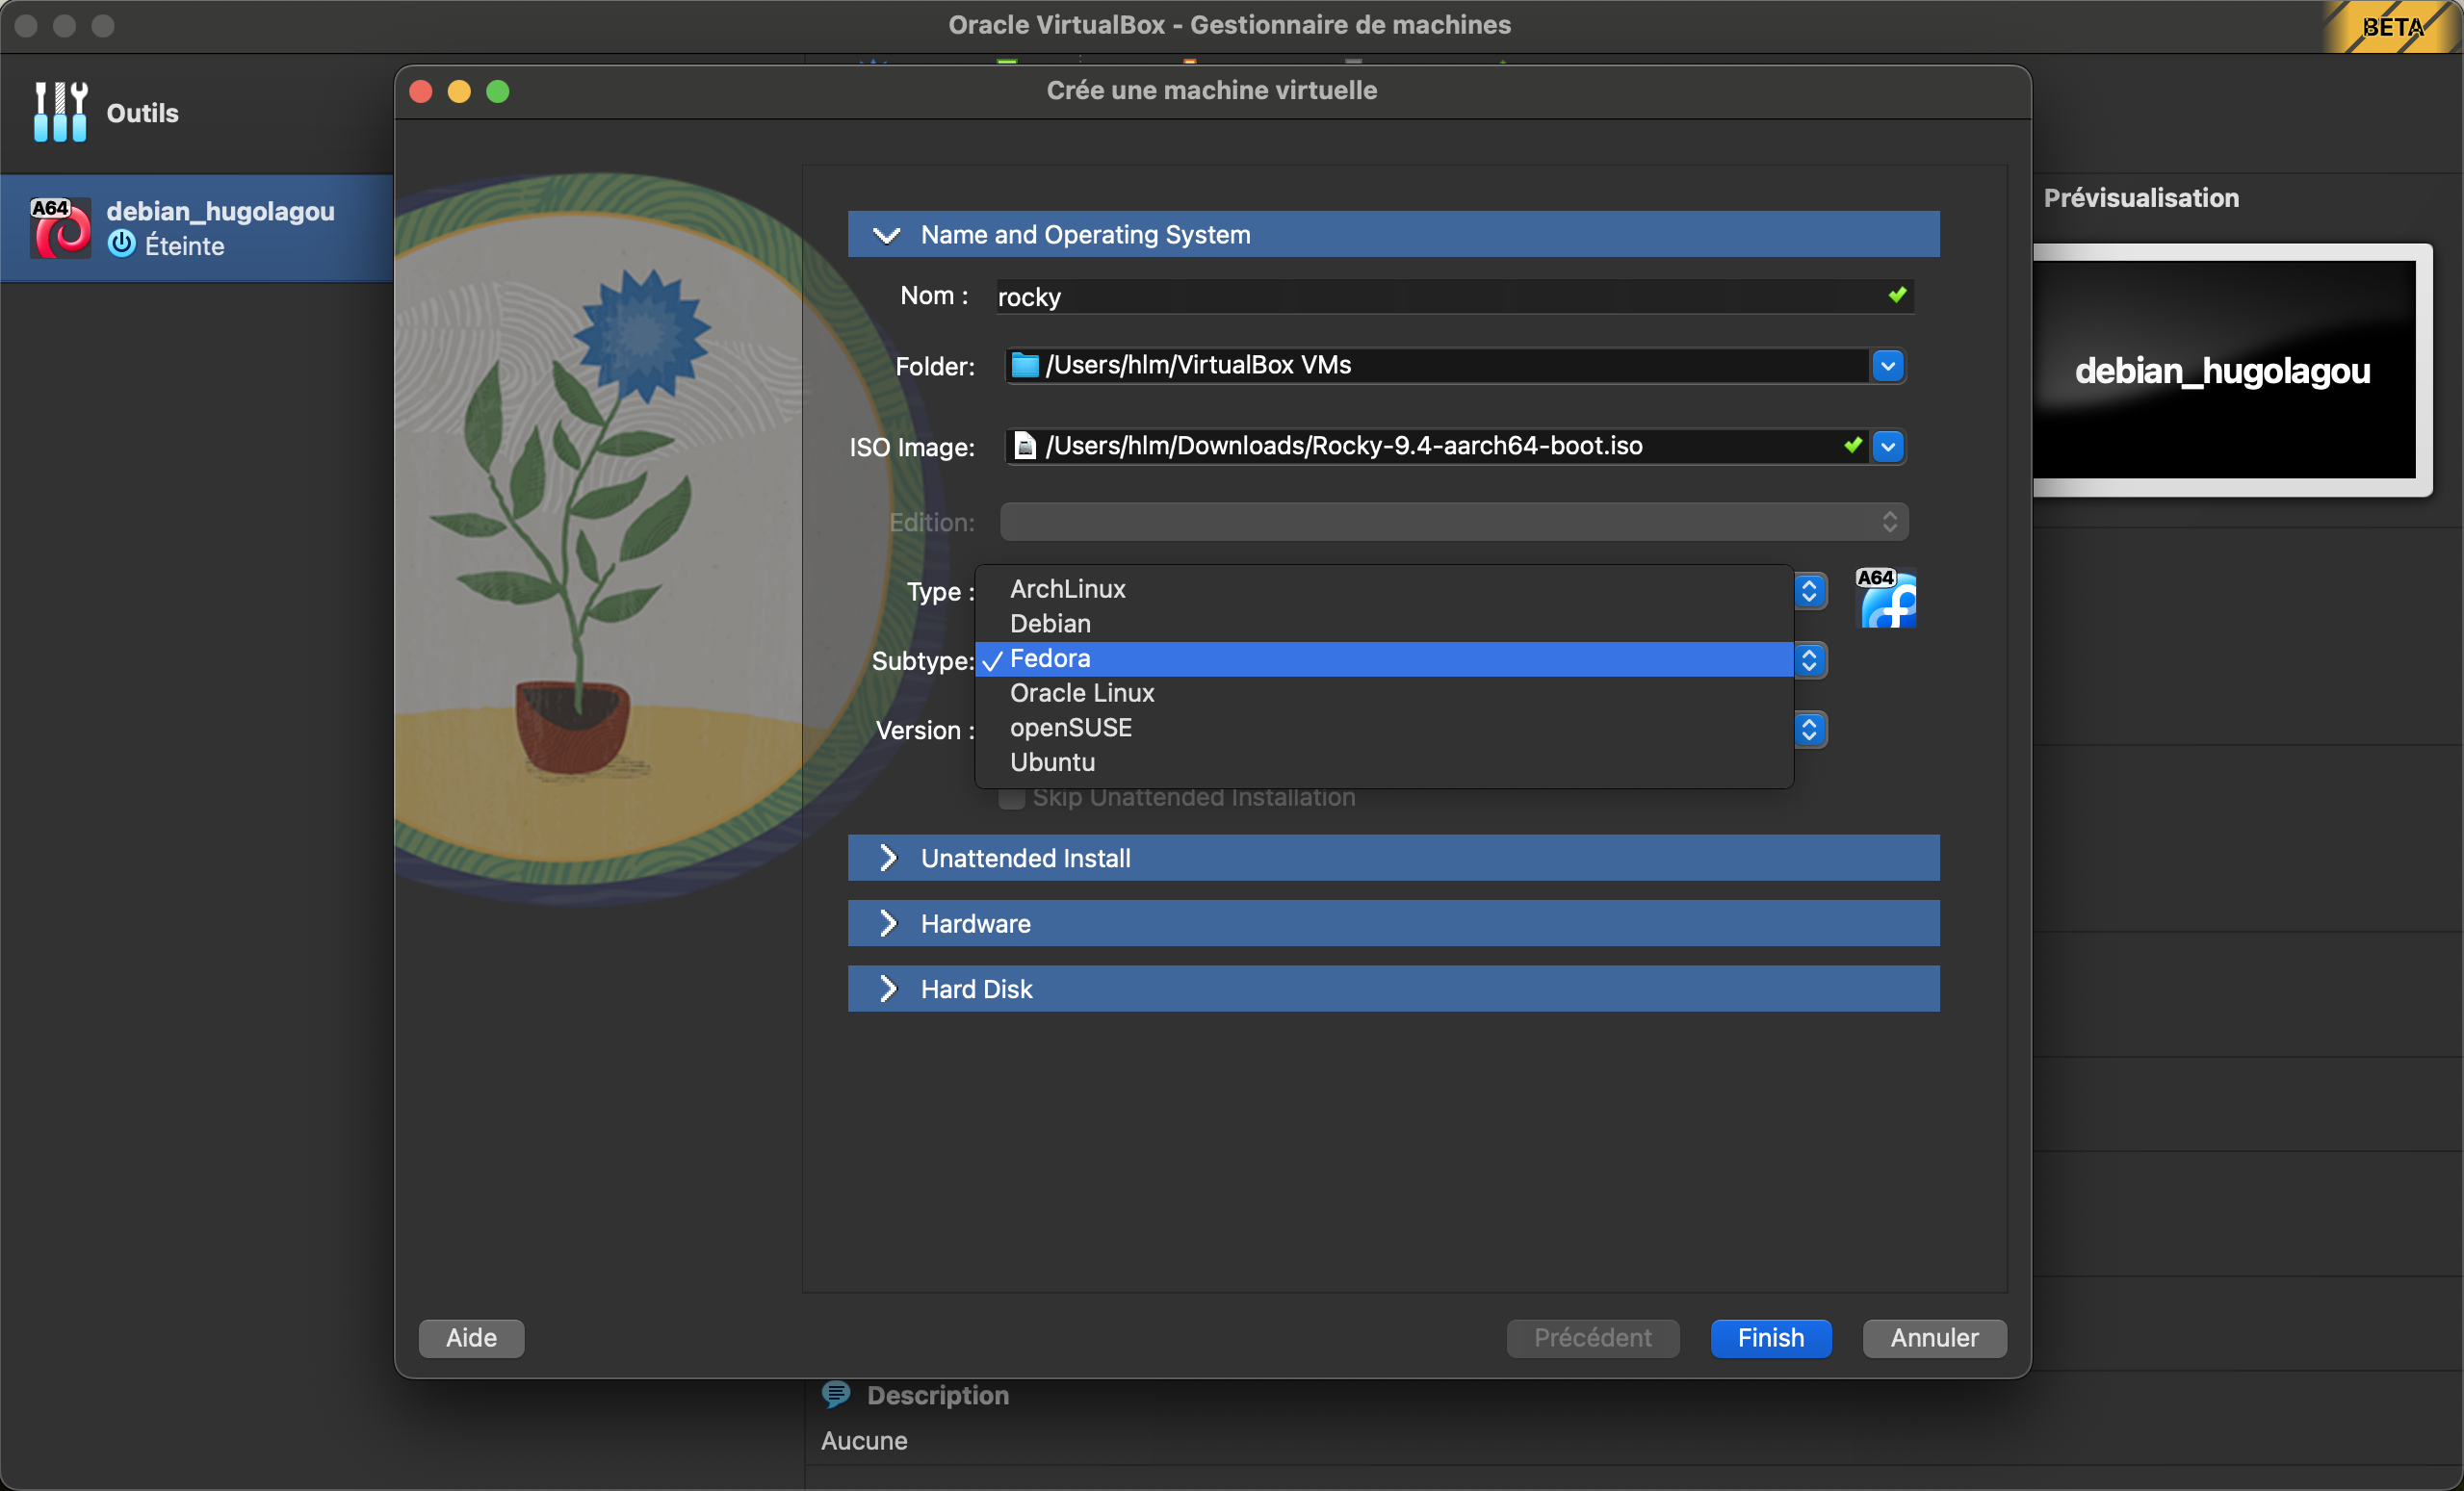 Oracle VirtualBox - Gestionnaire de machines
BETA
Outils
Crée une machine virtuelle
A64
debian_hugolagou
Éteinte
Prévisualisation
debian_hugolagou
Name and Operating System
Nom :
rocky
Folder:
/Users/hlm/VirtualBox VMs
ISO Image:
/Users/hlm/Downloads/Rocky-9.4-aarch64-boot.iso
Edition:
Type :
ArchLinux
A64
Debian
Subtype:
Fedora
Oracle Linux
Version :
openSUSE
Ubuntu
Skip Unattended Installation
Unattended Install
Hardware
Hard Disk
Aide
Précédent
Finish
Annuler
Description
Aucune